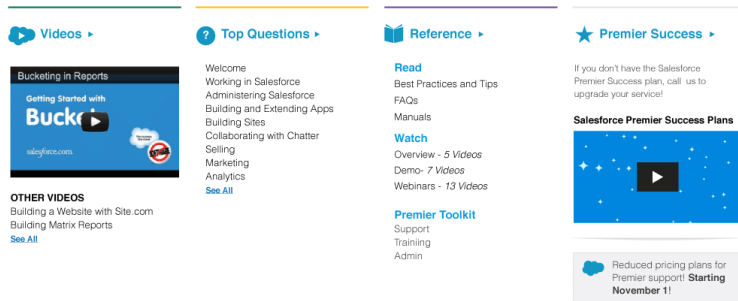 Videos
Bucketing in Reports
Getting Started with
Bucke
salesforce.com
OTHER VIDEOS
Building a Website with Site.com
Building Matrix Reports
See All
Top Questions
Welcome
Working in Salesforce
Administering Salesforce
Building and Extending Apps
Building Sites
Collaborating with Chatter
Selling
Marketing
Analytics
See All
Reference
Read
Best Practices and Tips
FAQs
Manuals
Watch
Overview - 5 Videos
Demo- 7 Videos
Webinars - 13 Videos
Premier Toolkit
Support
Trainiing
Admin
Premier Success
If you don't have the Salesforce
Premier Success plan, call us to
upgrade your service!
Salesforce Premier Success Plans
Reduced pricing plans for
Premier support! Starting
November 1!